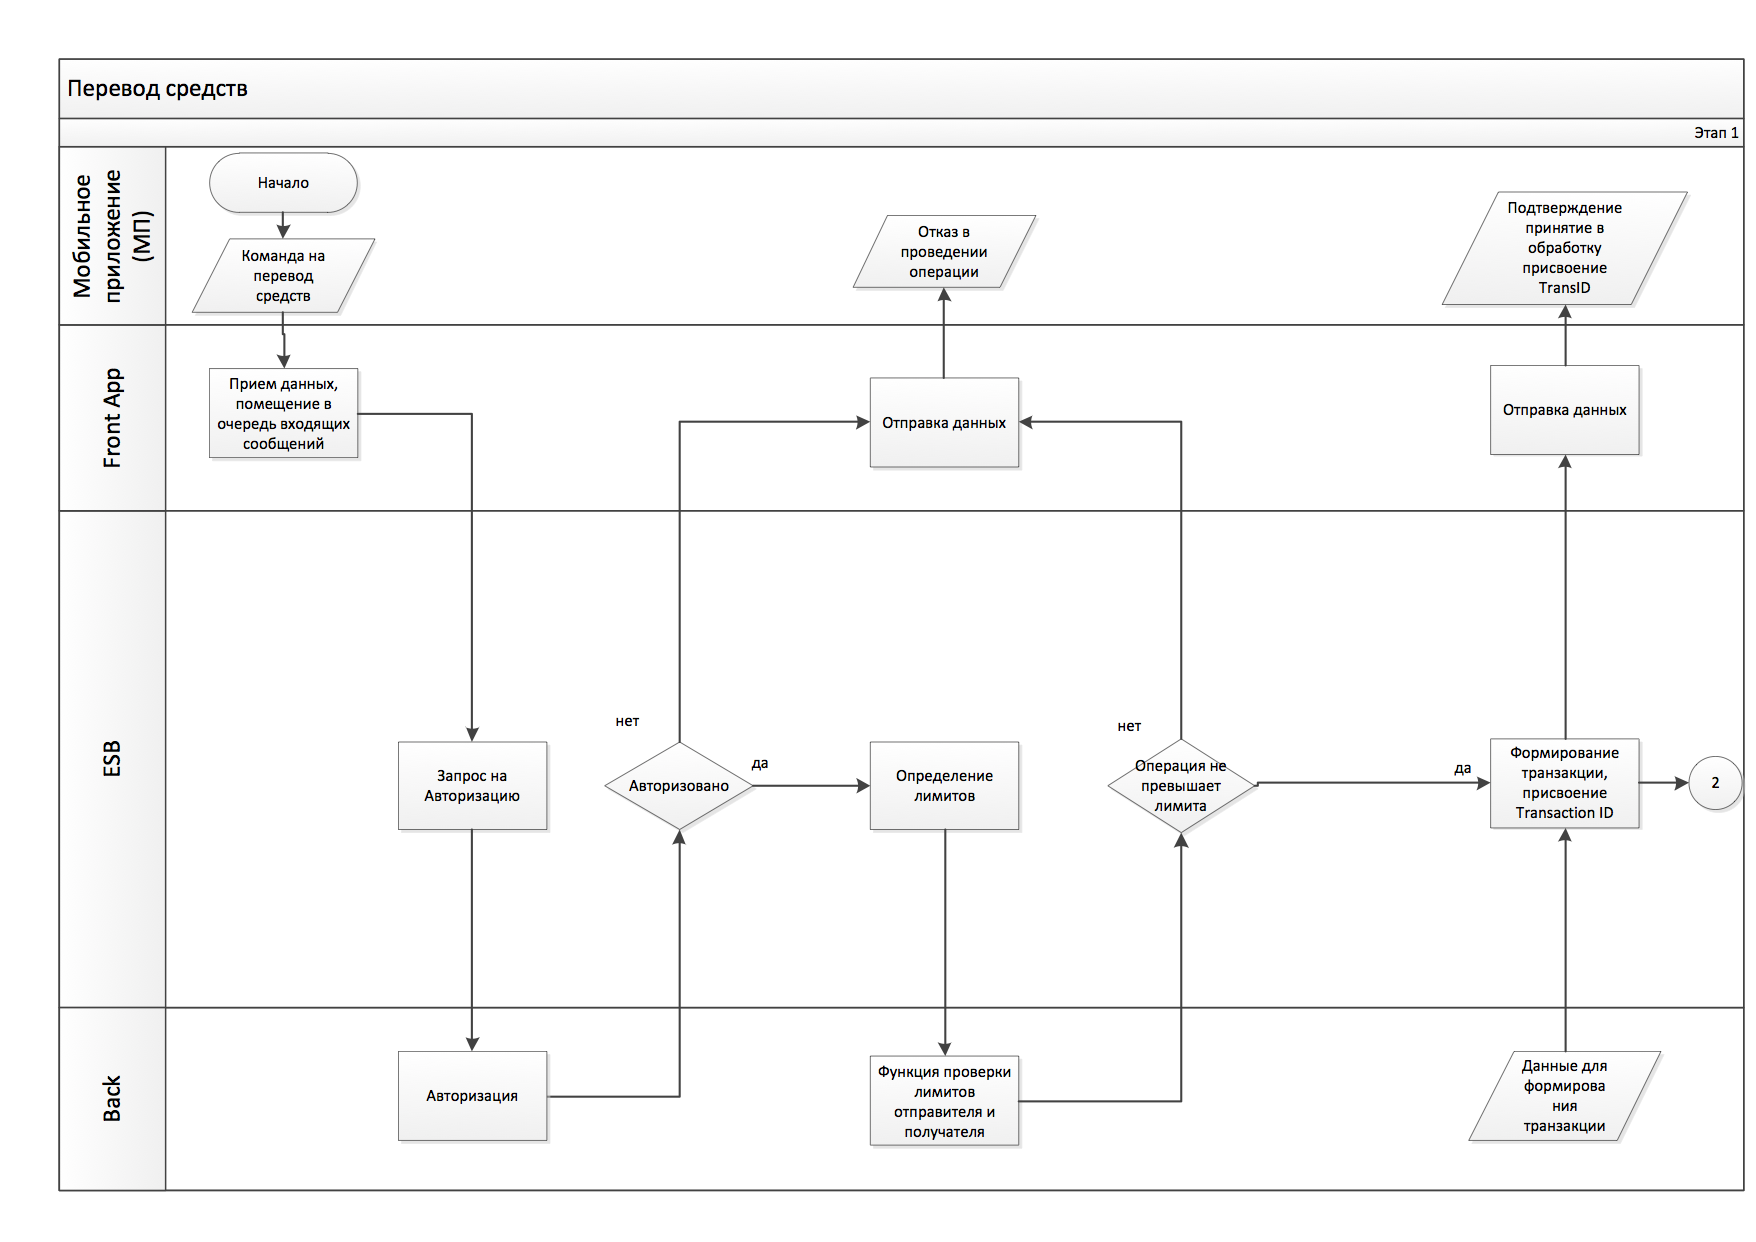 Перевод средств
Этап 1
Мобильное
приложение
(МП)
Начало
Команда на
перевод
средств
Отказ в
проведении
операции
Подтверждение
принятие в
обработку
присвоение
TransID
Front App
Прием данных,
помещение в
очередь входящих
сообщений
Отправка данных
Отправка данных
ESB
нет
нет
да
да
Запрос на
Авторизацию
Авторизовано
Определение
лимитов
Операция не
превышает
лимита
Формирование
транзакции,
присвоение
Transaction ID
2
Back
Авторизация
Функция проверки
лимитов
отправителя и
получателя
Данные для
формирова
ния
транзакции